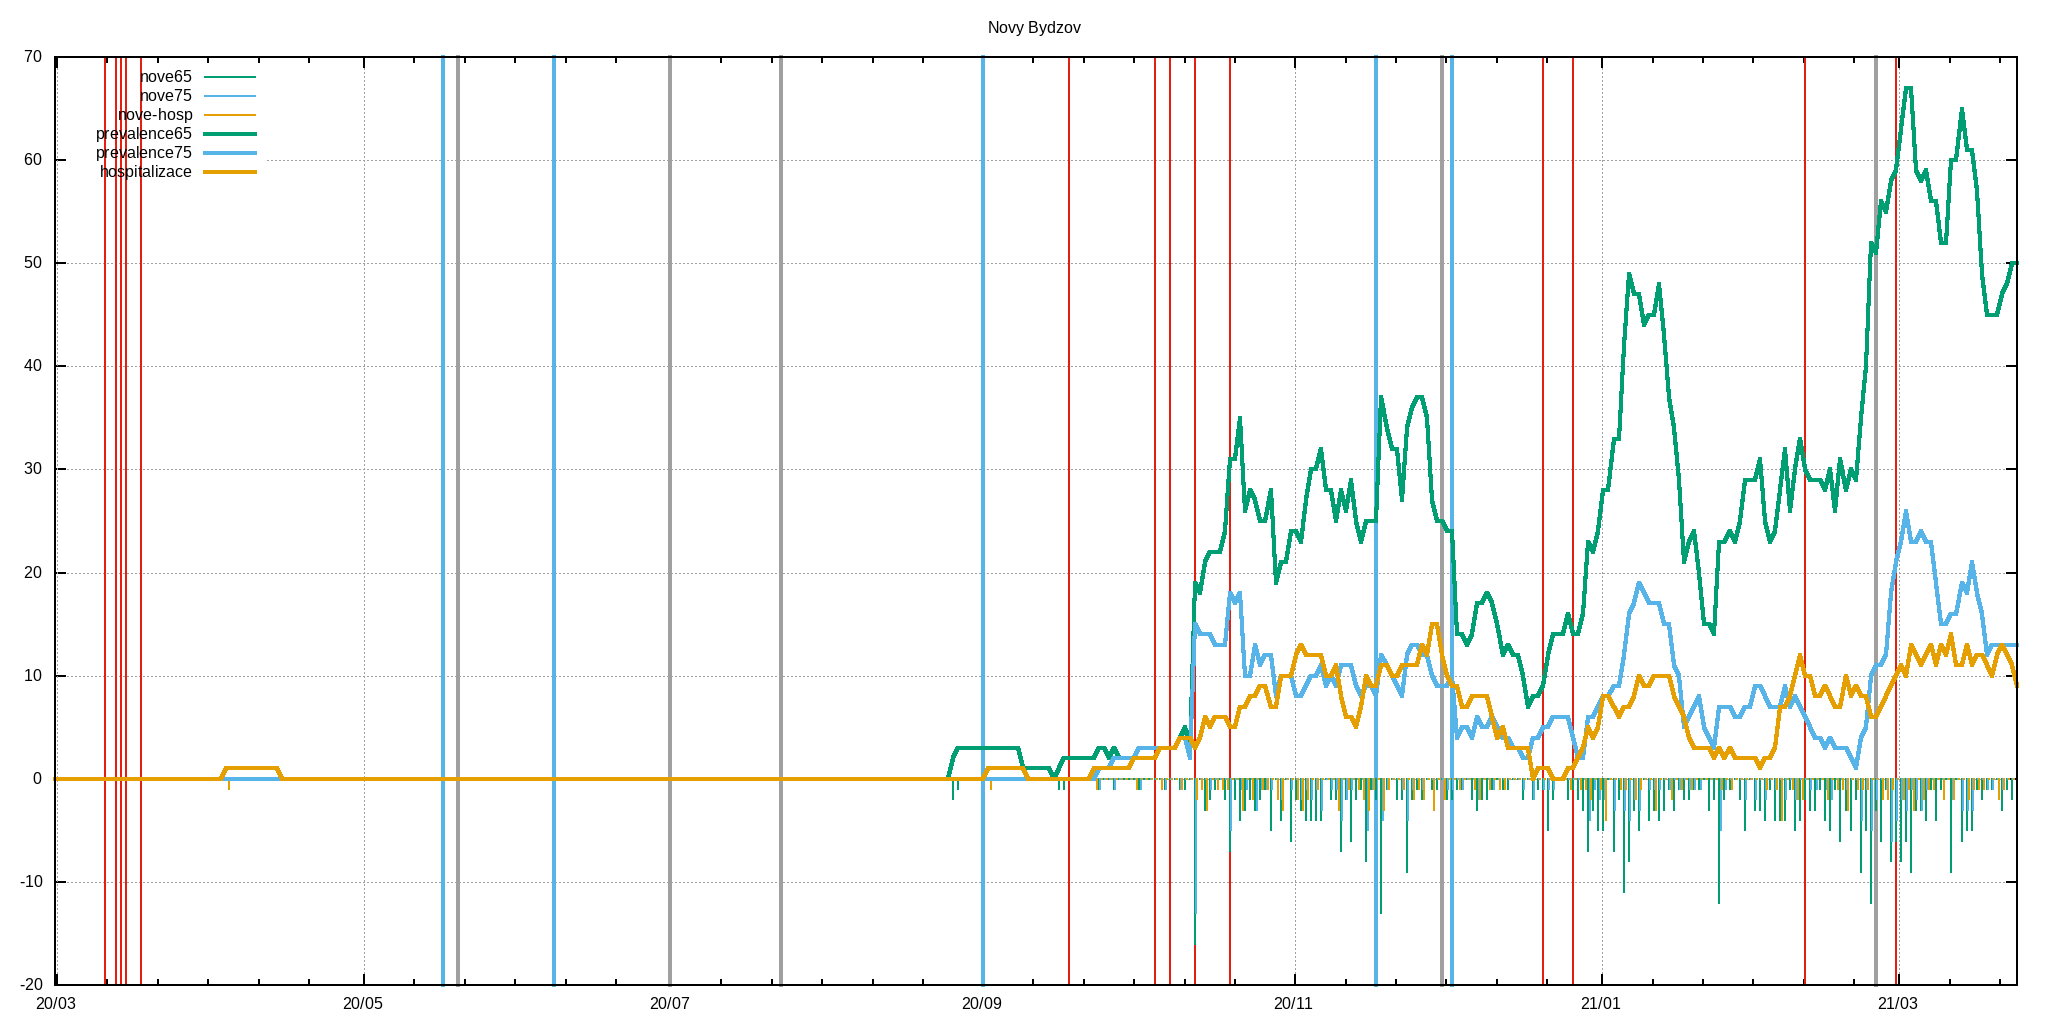 Novy Bydzov
70
60
50
40
30
20
10
0
-10
-20
nove65
nove75
nove-hosp
prevalence65
prevalence75
hospitalizace
20/03 20/05 20/07 20/09 20/11 21/01 21/03